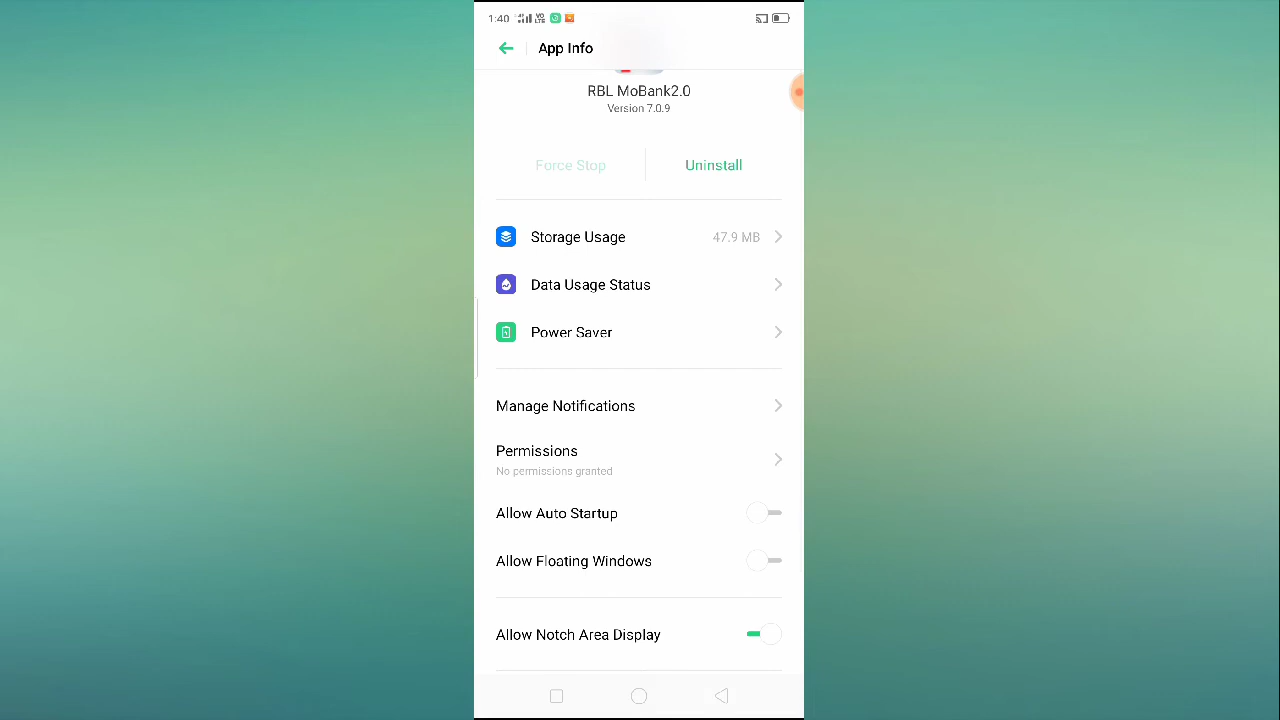 1:40
App Info
RBL MoBank2.0
Version 7.0.9
Force Stop
Uninstall
Storage Usage
47.9 MB
Data Usage Status
Power Saver
Manage Notifications
Permissions
No permissions granted
Allow Auto Startup
Allow Floating Windows
Allow Notch Area Display